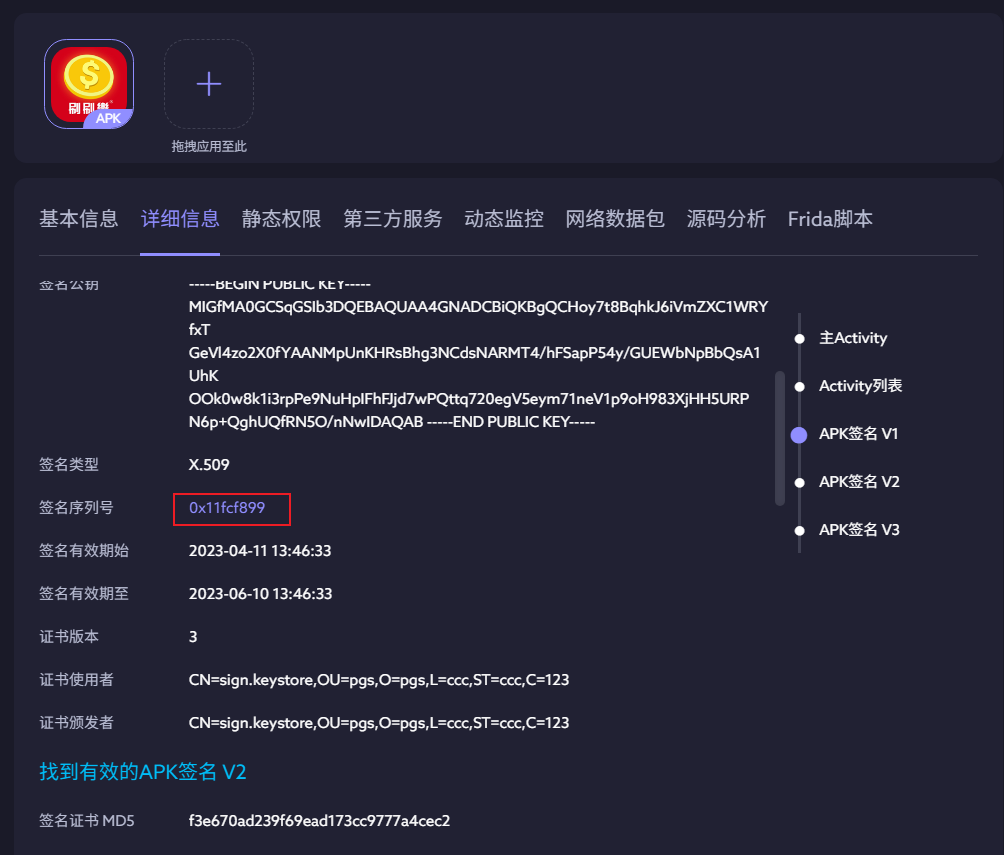 刷刷樂
APK
拖拽应用至此
基本信息 详细信息 静态权限 第三方服务 动态监控 网络数据包 源码分析 Frida脚本
签名公钥 -----BEGIN PUBLIC KEY-----
MIGfMA0GCSqGSIb3DQEBAQUAA4GNADCBiQKBgQCHoy7t8BqhkJ6iVmZXC1WRY
fxT
GeVl4zo2X0fYAANMpUnKHRsBhg3NCdsNARMT4/hFSapP54y/GUEWbNpBbQsA1
UhK
OOk0w8k1i3rpPe9NuHpIFhFJjd7wPQttq720egV5eym71neV1p9oH983XjHH5URP
N6p+QghUQfRN5O/nNwIDAQAB -----END PUBLIC KEY-----
签名类型 X.509
签名序列号 0x11fcf899
签名有效期始 2023-04-11 13:46:33
签名有效期至 2023-06-10 13:46:33
证书版本 3
证书使用者 CN=sign.keystore,OU=pgs,O=pgs,L=ccc,ST=ccc,C=123
证书颁发者 CN=sign.keystore,OU=pgs,O=pgs,L=ccc,ST=ccc,C=123
找到有效的APK签名 V2
签名证书 MD5 f3e670ad239f69ead173cc9777a4cec2
主Activity
Activity列表
APK签名 V1
APK签名 V2
APK签名 V3